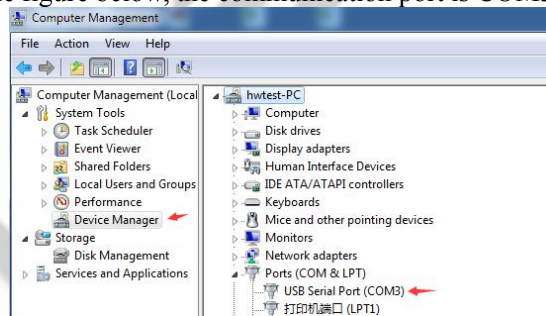 figure below, the communication port is COM3
Computer Management
File Action View Help
Computer Management (Local
System Tools
Task Scheduler
Event Viewer
Shared Folders
Local Users and Groups
Performance
Device Manager
Storage
Disk Management
Services and Applications
hwtest-PC
Computer
Disk drives
Display adapters
Human Interface Devices
IDE ATA/ATAPI controllers
Keyboards
Mice and other pointing devices
Monitors
Network adapters
Ports (COM & LPT)
USB Serial Port (COM3)
打印机端口 (LPT1)